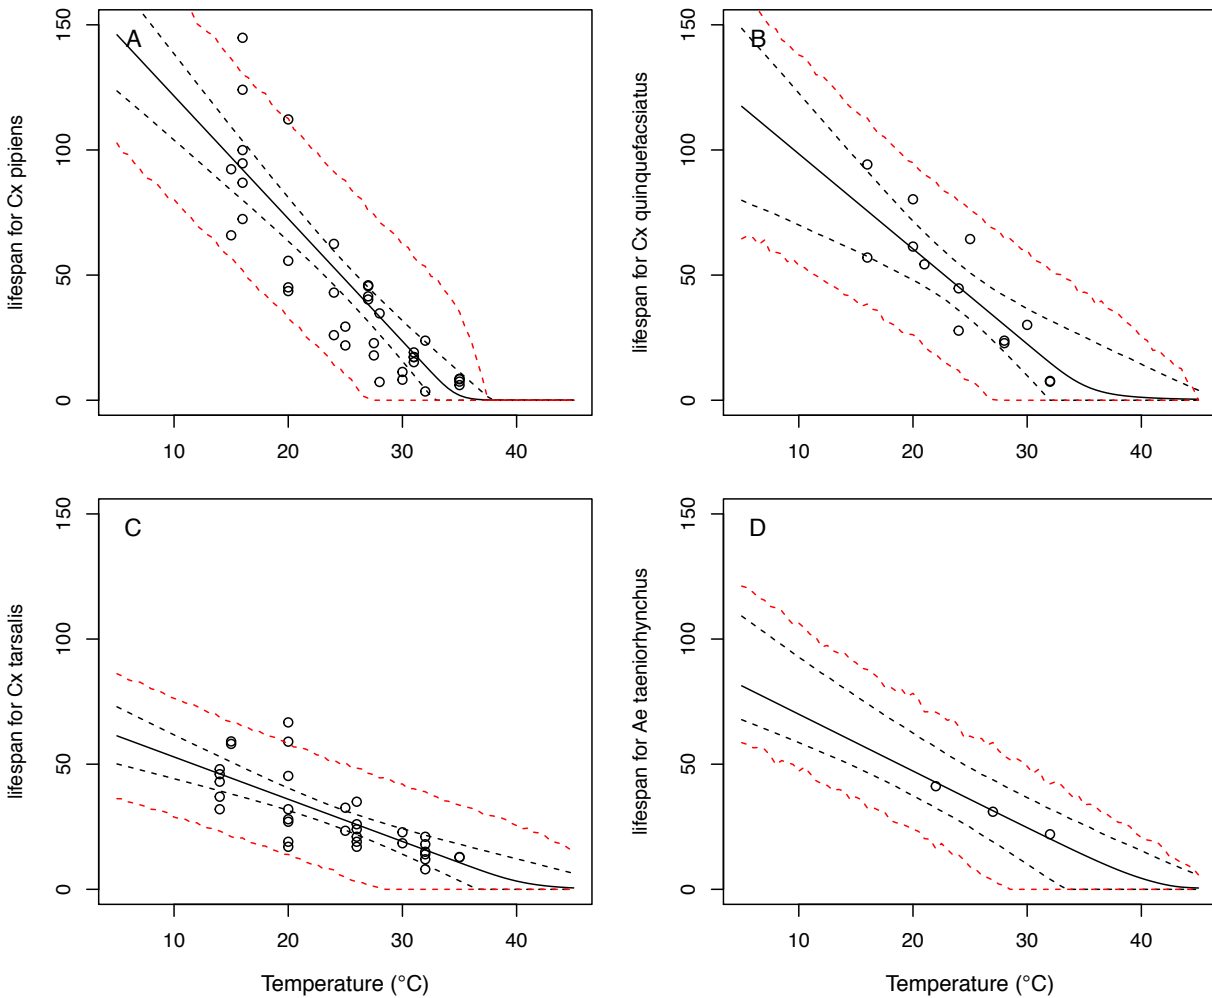 A
lifespan for Cx pipiens
150
100
50
0
10 20 30 40
B
lifespan for Cx quinquefacsiatus
150
100
50
0
10 20 30 40
C
lifespan for Cx tarsalis
150
100
50
0
10 20 30 40
Temperature (°C)
D
lifespan for Ae taeniorhynchus
150
100
50
0
10 20 30 40
Temperature (°C)